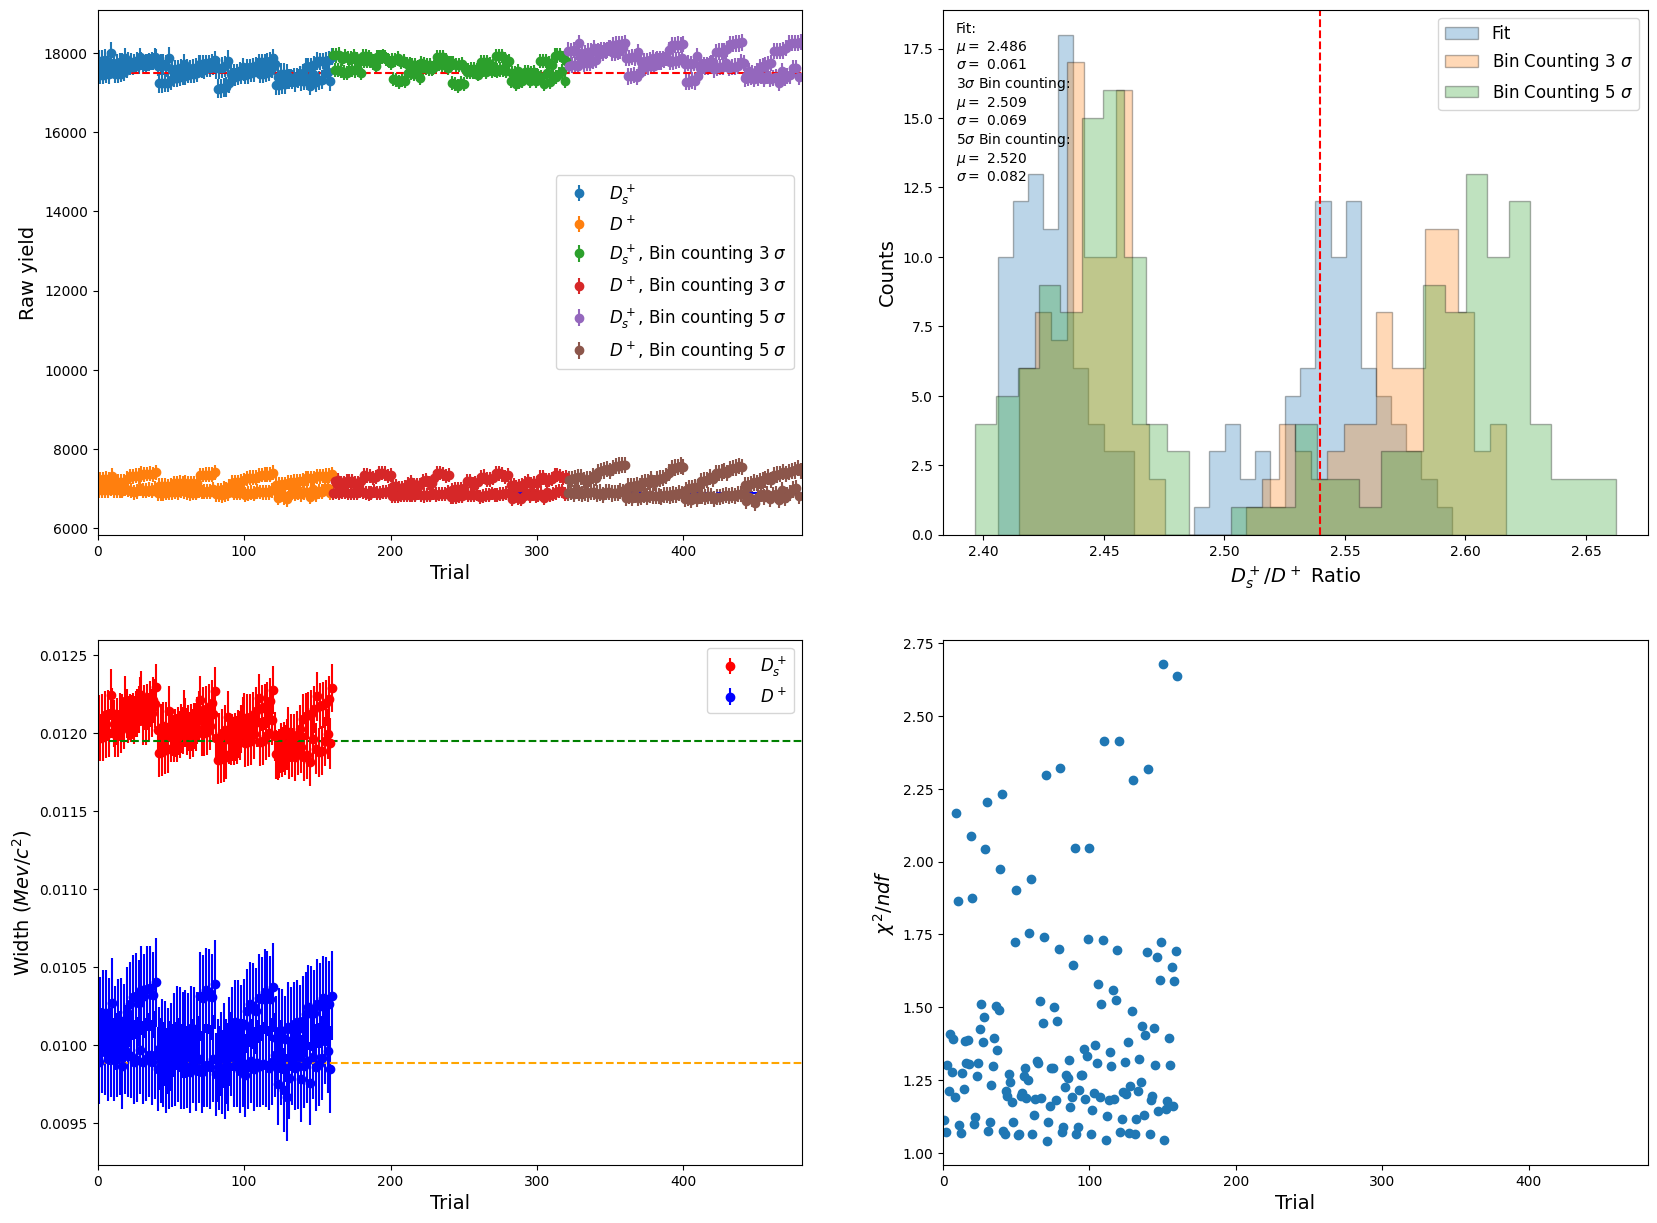 18000
16000
14000
12000
10000
8000
6000
Raw yield
D_s^+
D^+
D_s^+, Bin counting 3 σ
D^+, Bin counting 3 σ
D_s^+, Bin counting 5 σ
D^+, Bin counting 5 σ
0 100 200 300 400
Trial
17.5
15.0
12.5
10.0
7.5
5.0
2.5
0.0
Counts
Fit:
μ = 2.486
σ = 0.061
3σ Bin counting:
μ = 2.509
σ = 0.069
5σ Bin counting:
μ = 2.520
σ = 0.082
Fit
Bin Counting 3 σ
Bin Counting 5 σ
2.40 2.45 2.50 2.55 2.60 2.65
D_s^+/D^+ Ratio
0.0125
0.0120
0.0115
0.0110
0.0105
0.0100
0.0095
Width (Mev/c²)
D_s^+
D^+
0 100 200 300 400
Trial
2.75
2.50
2.25
2.00
1.75
1.50
1.25
1.00
χ²/ndf
0 100 200 300 400
Trial